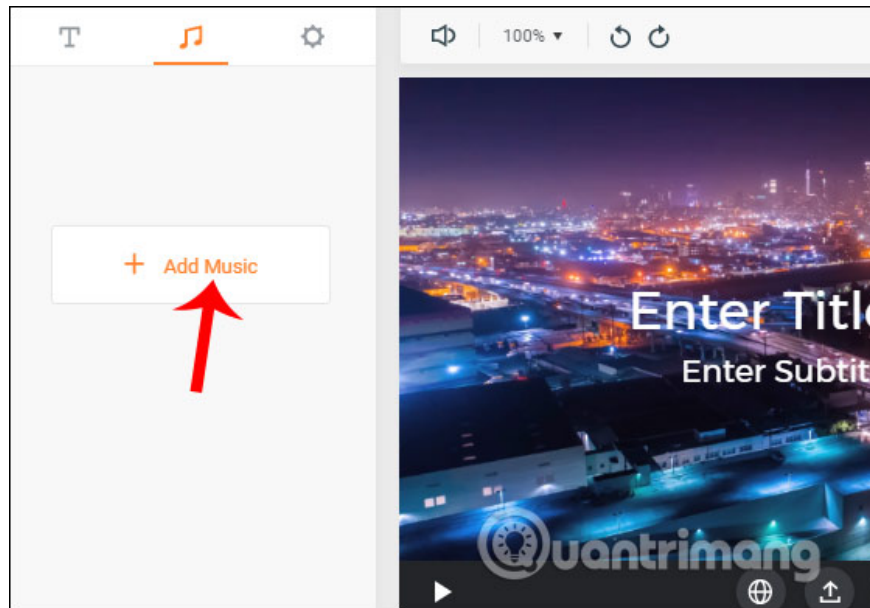 T
100% ▼
+ Add Music
Enter Title
Enter Subtit
Quantrimang